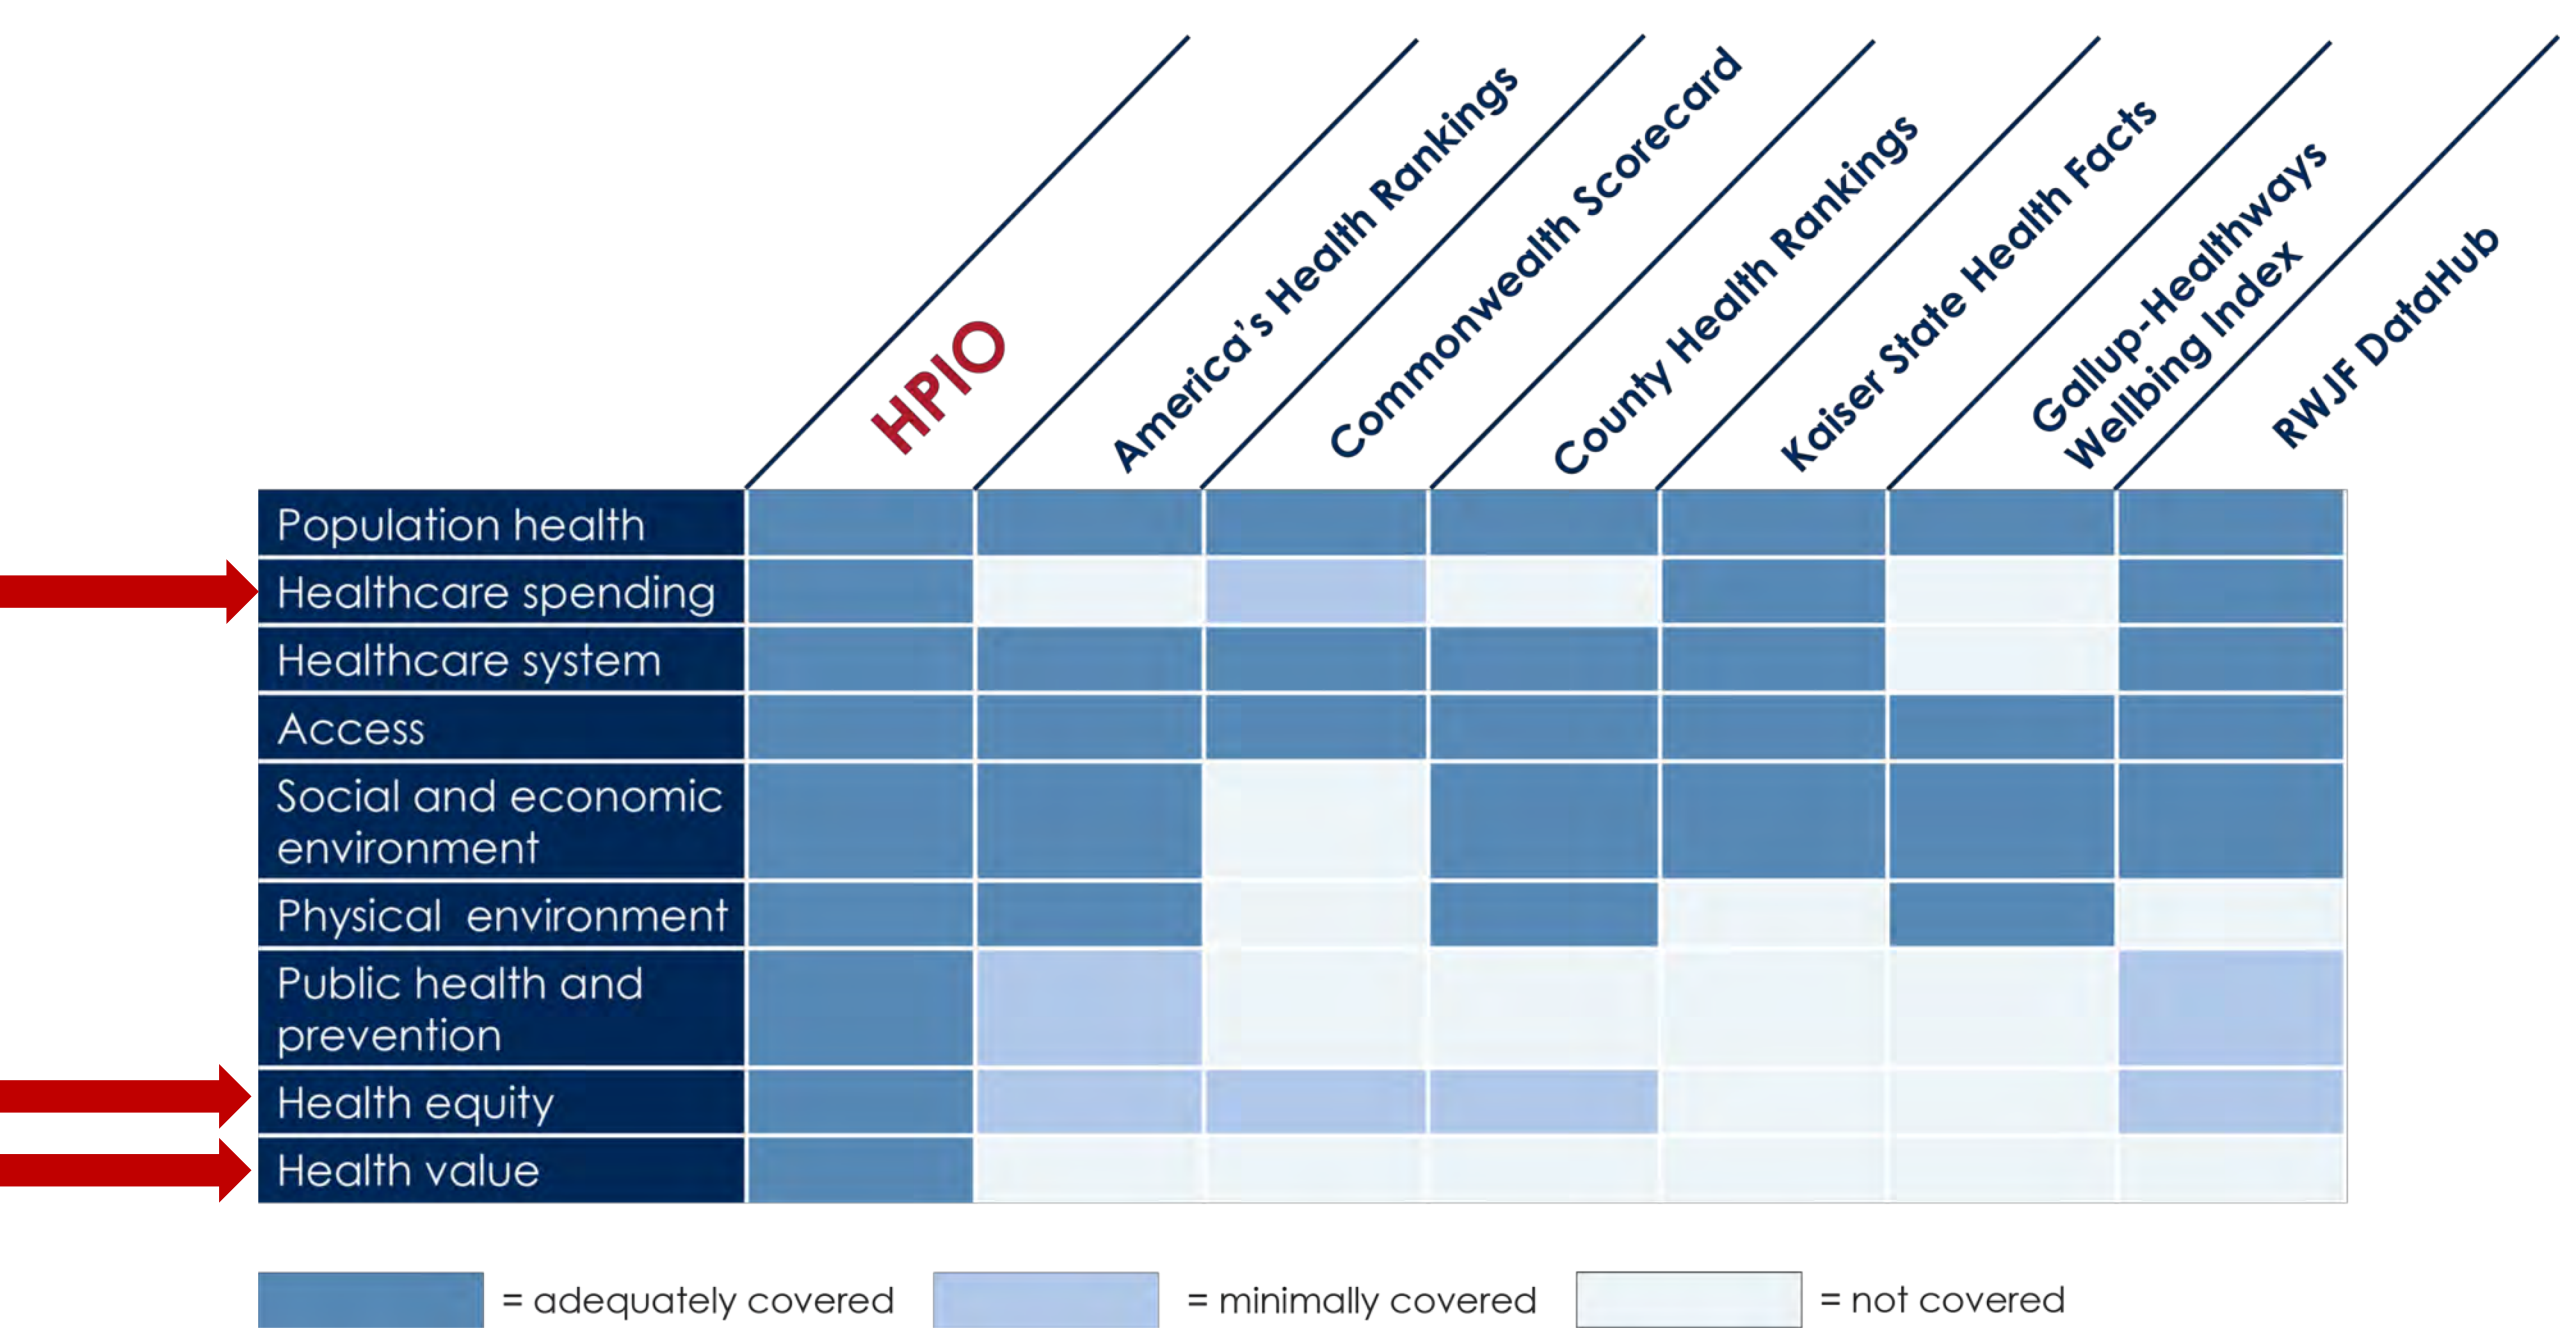 HPIO
America's Health Rankings
Commonwealth Scorecard
County Health Rankings
Kaiser State Health Facts
Gallup-Healthways
Wellbing Index
RWJF DataHub
Population health
Healthcare spending
Healthcare system
Access
Social and economic
environment
Physical environment
Public health and
prevention
Health equity
Health value
= adequately covered
= minimally covered
= not covered